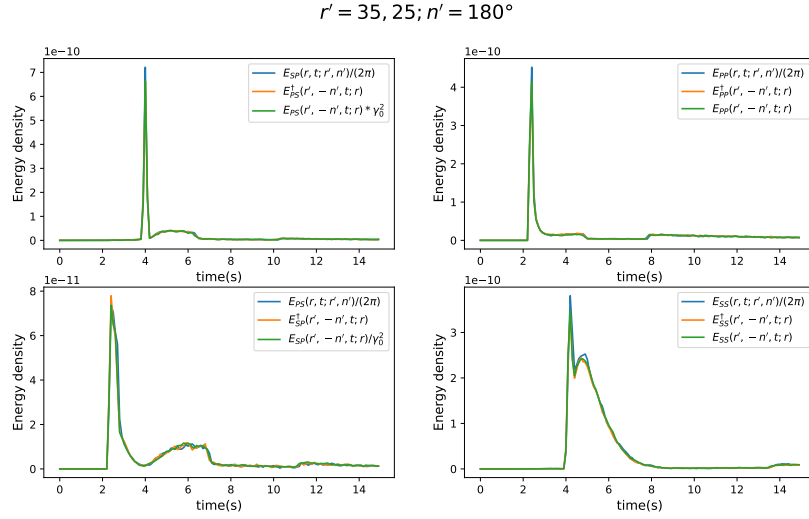 r′ = 35, 25; n′ = 180°
1e−10
Energy density
7
6
5
4
3
2
1
0
0 2 4 6 8 10 12 14
time(s)
E_SP(r, t; r′, n′)/(2π)
E†_PS(r′, −n′, t; r)
E_PS(r′, −n′, t; r) * γ₀²
1e−10
Energy density
4
3
2
1
0
0 2 4 6 8 10 12 14
time(s)
E_PP(r, t; r′, n′)/(2π)
E†_PP(r′, −n′, t; r)
E_PP(r′, −n′, t; r)
1e−11
Energy density
8
6
4
2
0
0 2 4 6 8 10 12 14
time(s)
E_PS(r, t; r′, n′)/(2π)
E†_SP(r′, −n′, t; r)
E_SP(r′, −n′, t; r)/γ₀²
1e−10
Energy density
3
2
1
0
0 2 4 6 8 10 12 14
time(s)
E_SS(r, t; r′, n′)/(2π)
E†_SS(r′, −n′, t; r)
E_SS(r′, −n′, t; r)